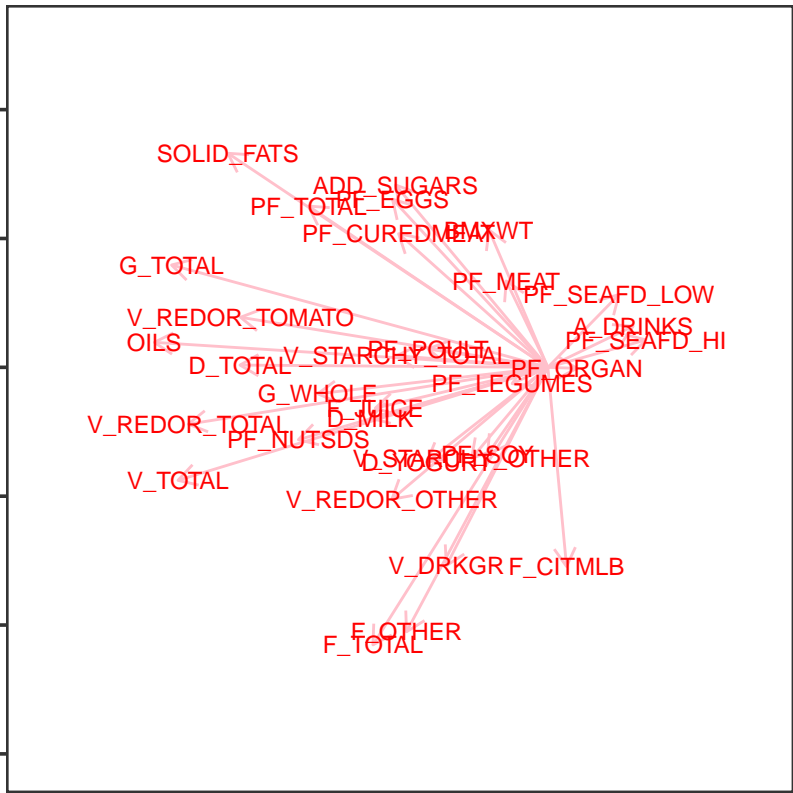 SOLID_FATS
ADD_SUGARS
PF_EGGS
PF_TOTAL
BMXWT
PF_CUREDMEAT
G_TOTAL
PF_MEAT
PF_SEAFD_LOW
V_REDOR_TOMATO
A_DRINKS
PF_SEAFD_HI
OILS
PF_POULT
V_STARCHY_TOTAL
D_TOTAL
PF_ORGAN
PF_LEGUMES
G_WHOLE
F_JUICE
D_MILK
V_REDOR_TOTAL
PF_NUTSDS
PF_SOY
V_STARCHY_OTHER
D_YOGURT
V_TOTAL
V_REDOR_OTHER
V_DRKGR
F_CITMLB
F_OTHER
F_TOTAL